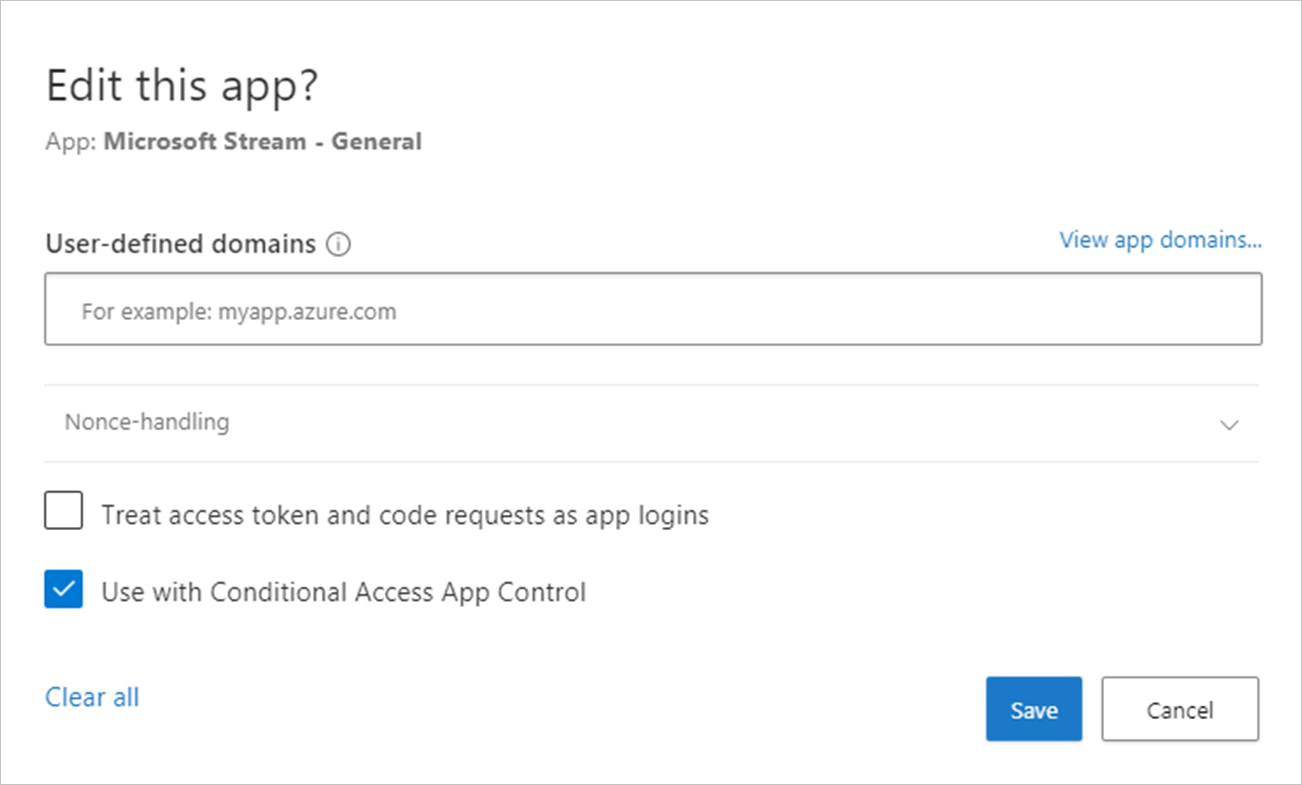 Edit this app?
App: Microsoft Stream - General
User-defined domains
View app domains...
For example: myapp.azure.com
Nonce-handling
Treat access token and code requests as app logins
Use with Conditional Access App Control
Clear all
Save
Cancel